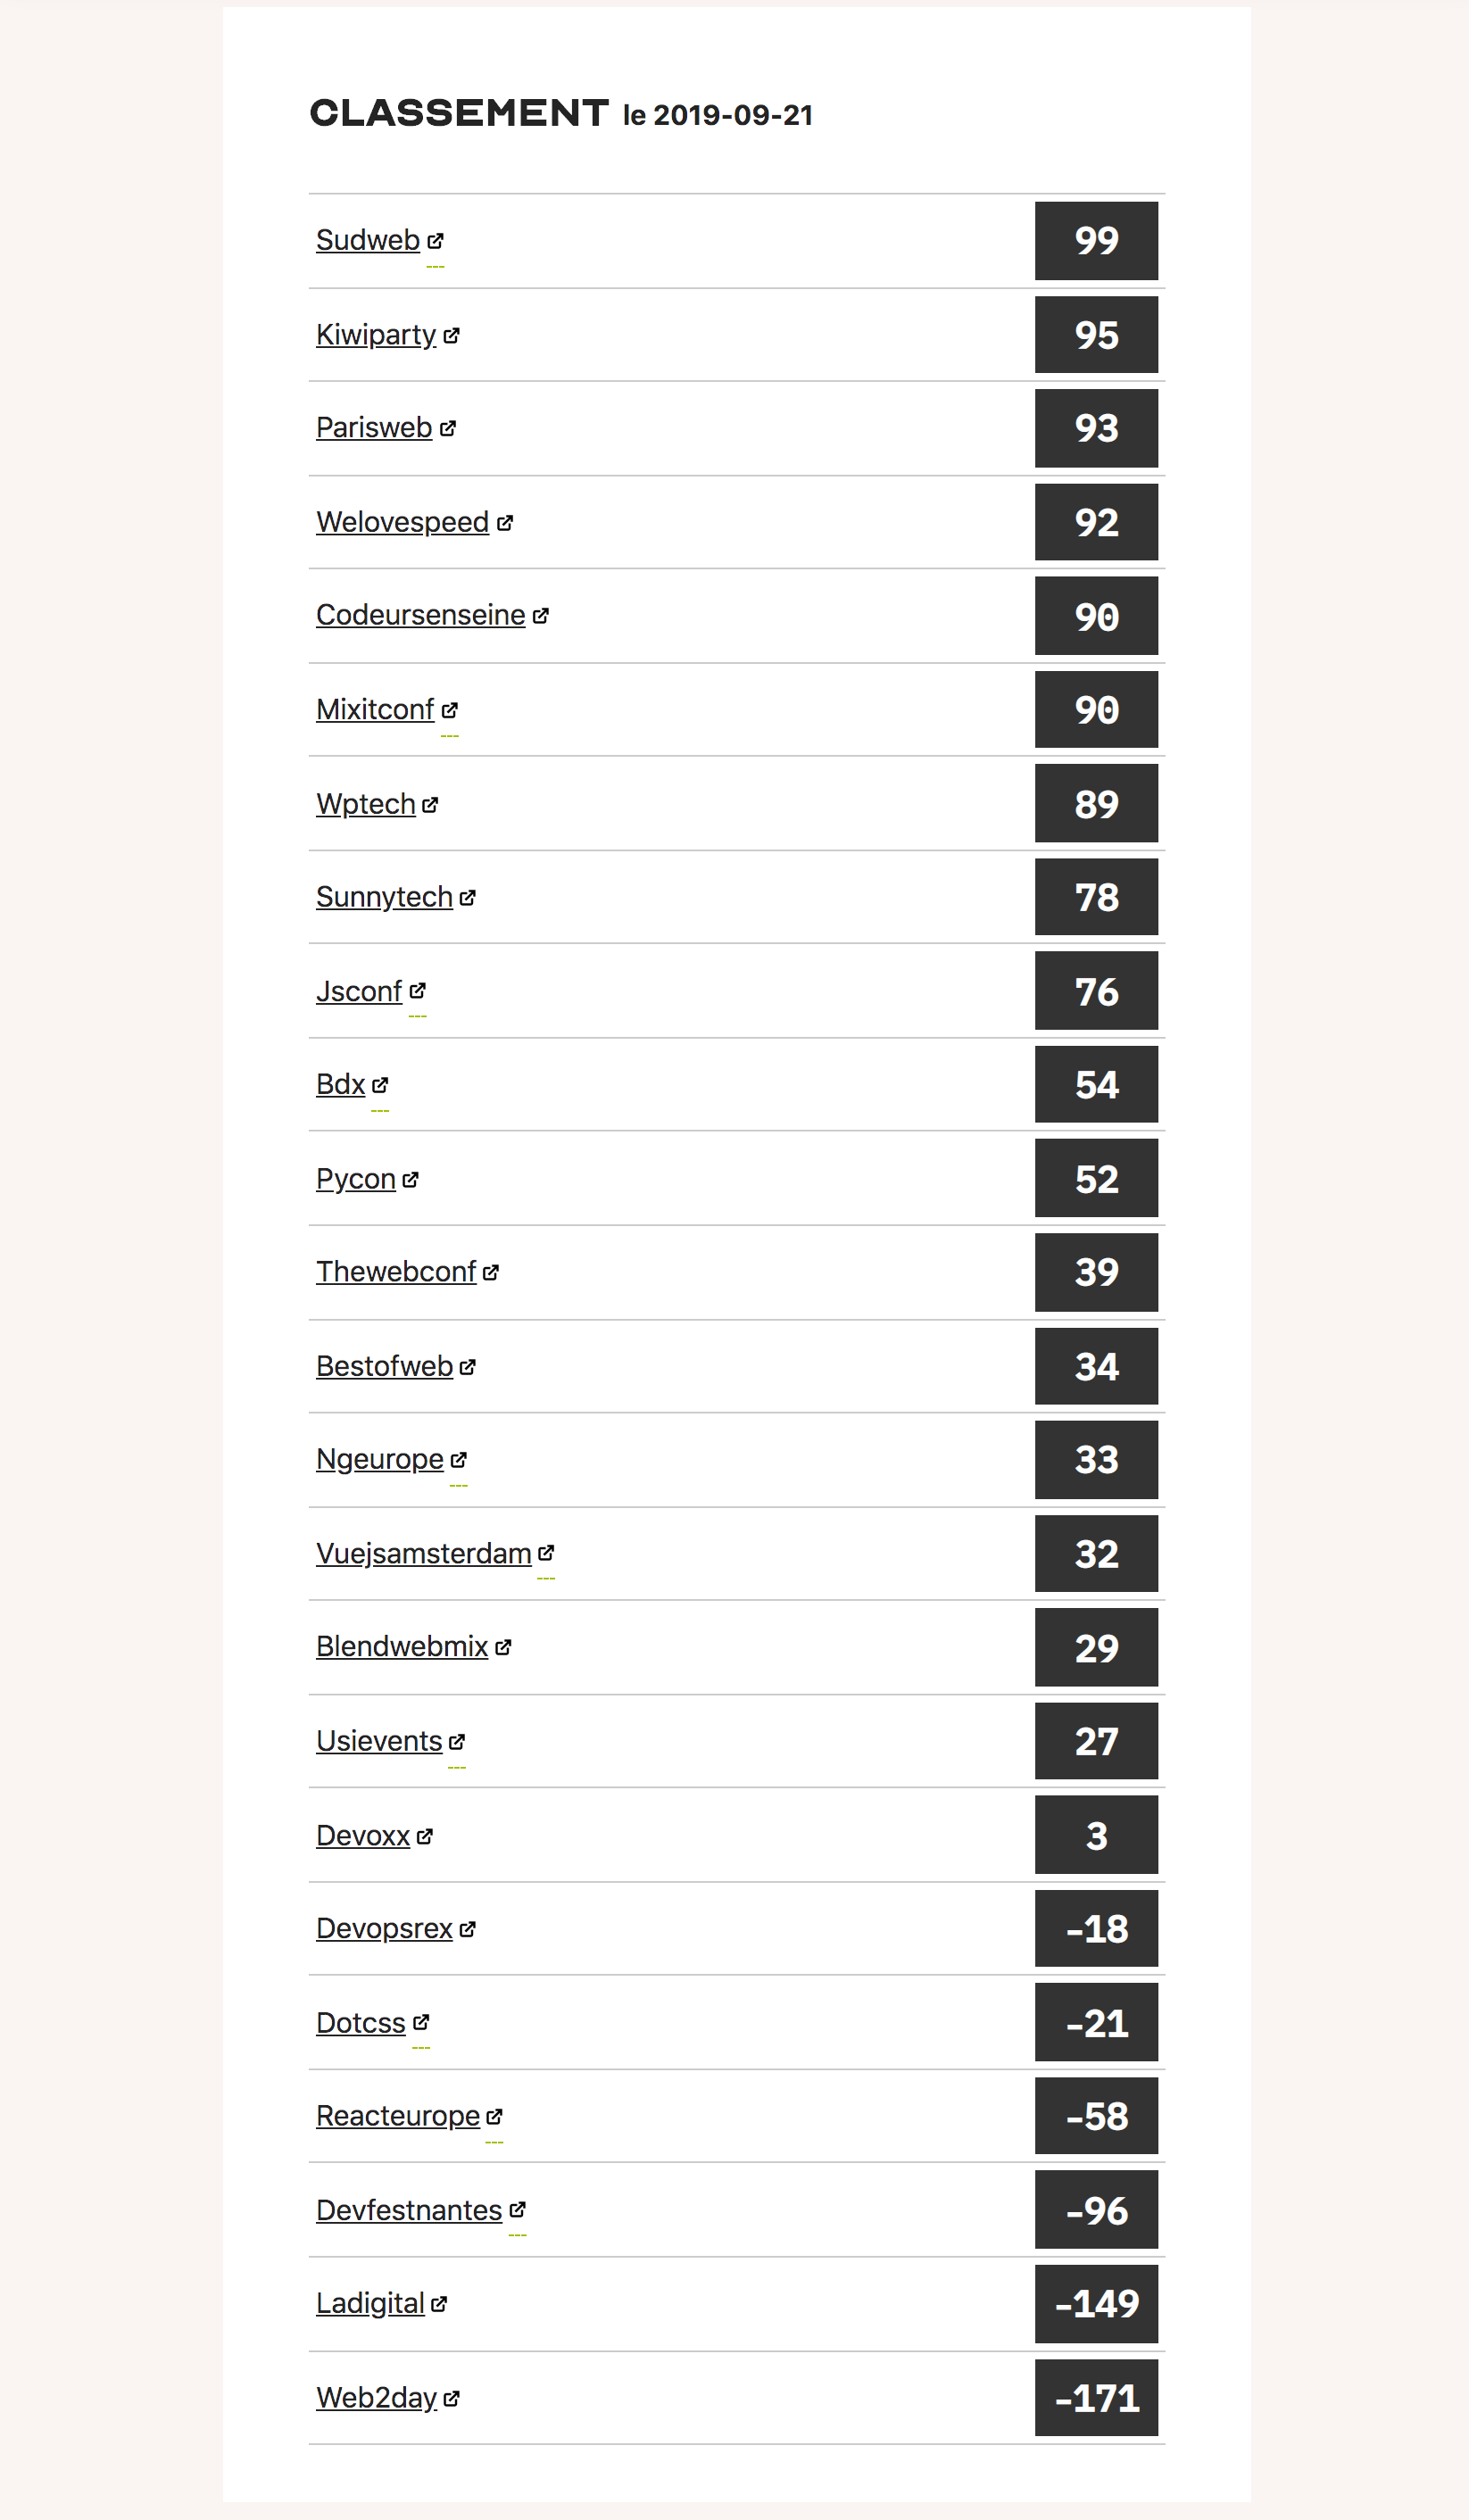 CLASSEMENT le 2019-09-21
Sudweb 99
Kiwiparty 95
Parisweb 93
Welovespeed 92
Codeursenseine 90
Mixitconf 90
Wptech 89
Sunnytech 78
Jsconf 76
Bdx 54
Pycon 52
Thewebconf 39
Bestofweb 34
Ngeurope 33
Vuejsamsterdam 32
Blendwebmix 29
Usievents 27
Devoxx 3
Devopsrex -18
Dotcss -21
Reacteurope -58
Devfestnantes -96
Ladigital -149
Web2day -171